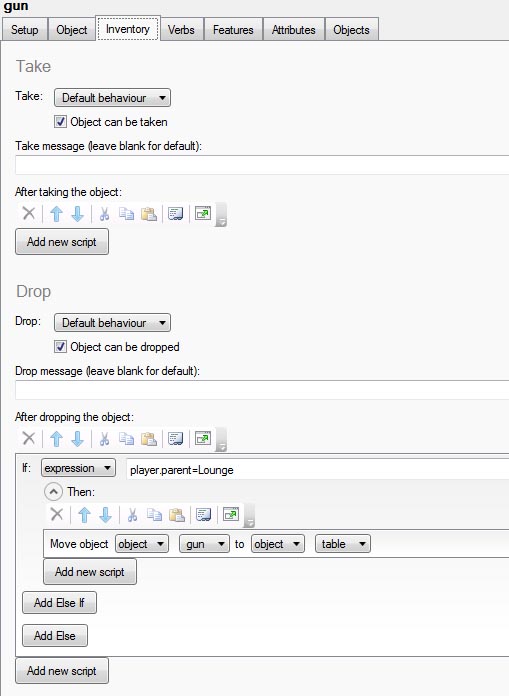 gun
Setup Object Inventory Verbs Features Attributes Objects
Take
Take: Default behaviour
Object can be taken
Take message (leave blank for default):
After taking the object:
Add new script
Drop
Drop: Default behaviour
Object can be dropped
Drop message (leave blank for default):
After dropping the object:
If: expression player.parent=Lounge
Then:
Move object object gun to object table
Add new script
Add Else If
Add Else
Add new script